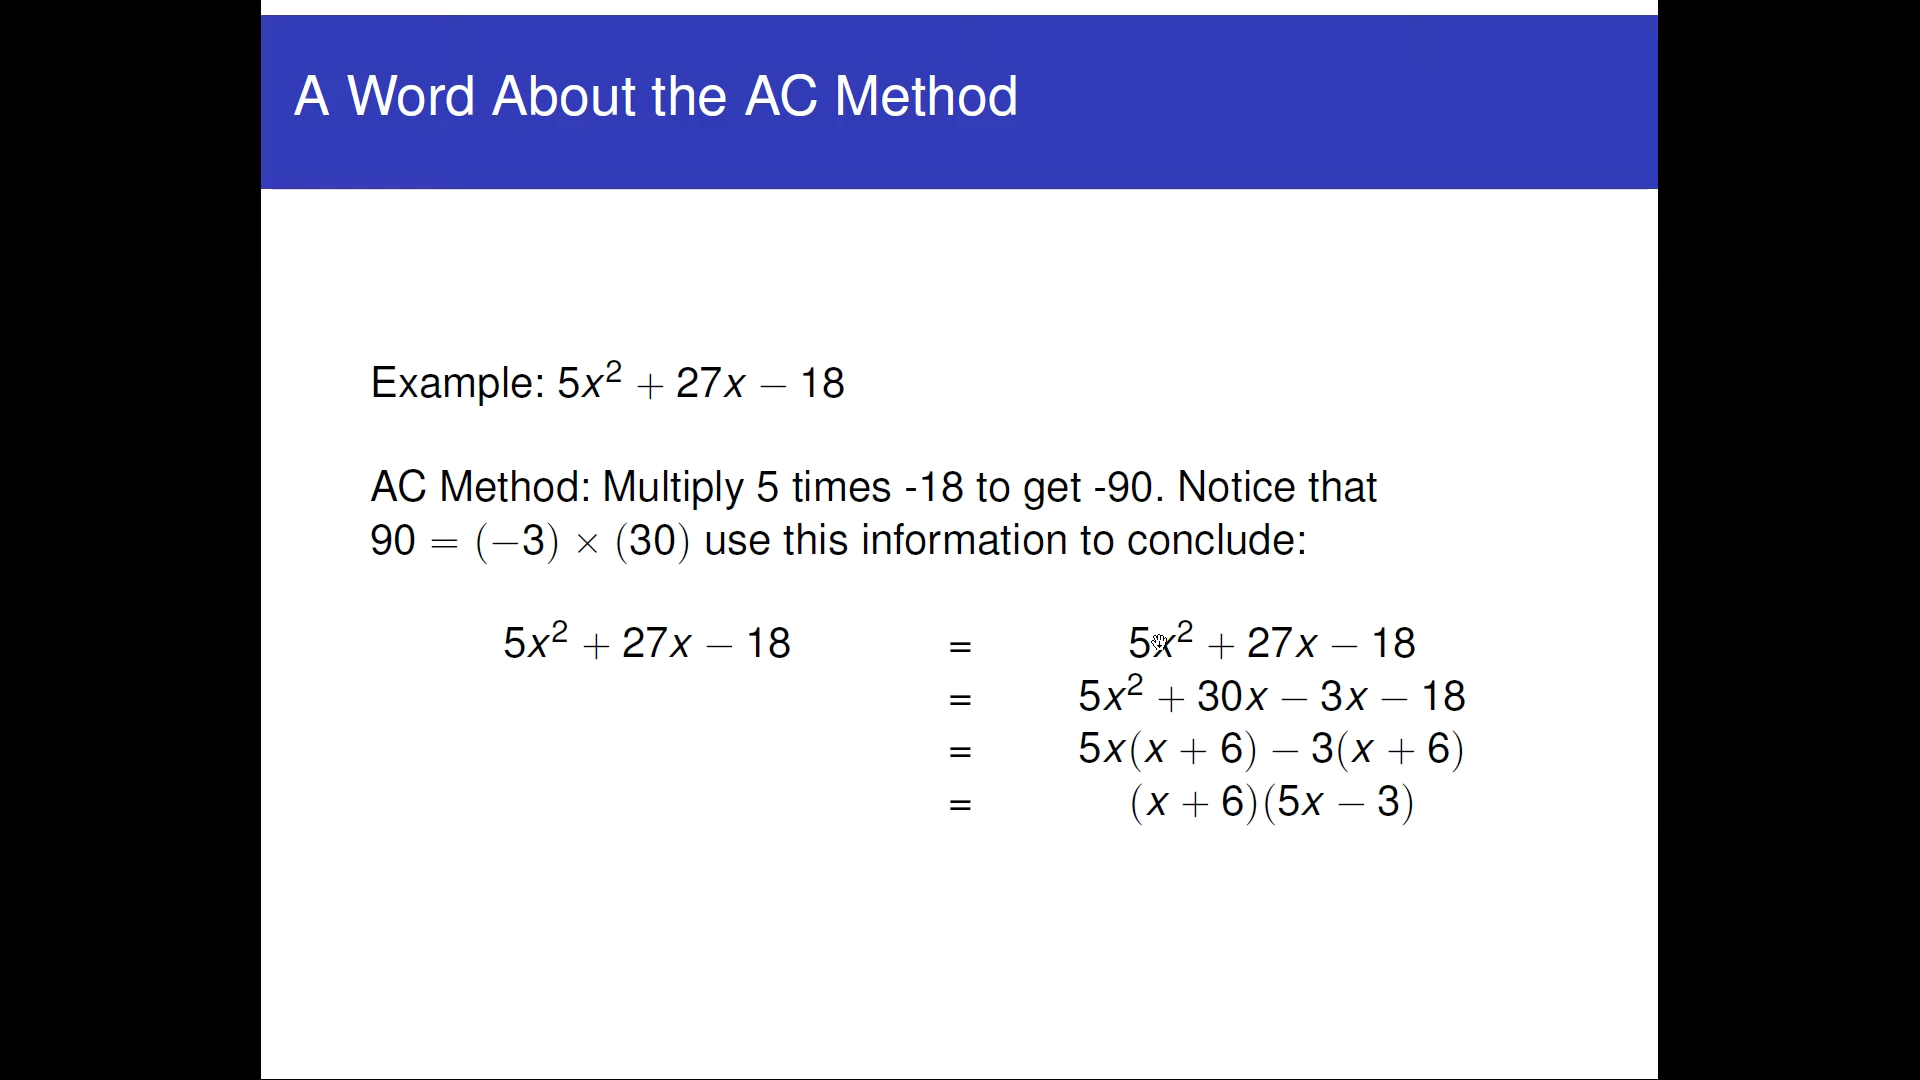 A Word About the AC Method
Example: 5x² + 27x − 18
AC Method: Multiply 5 times -18 to get -90. Notice that
90 = (−3) × (30) use this information to conclude:
5x² + 27x − 18 = 5x² + 27x − 18
= 5x² + 30x − 3x − 18
= 5x(x + 6) − 3(x + 6)
= (x + 6)(5x − 3)